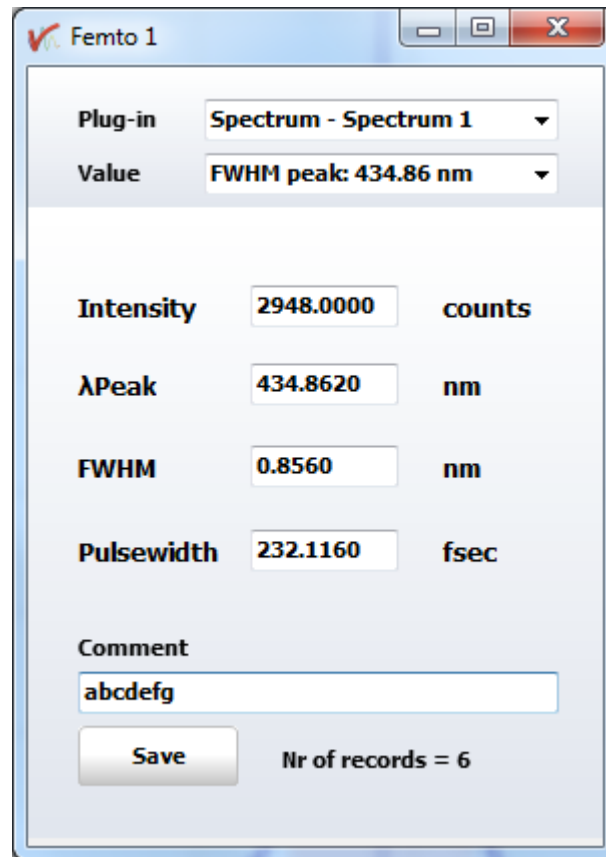 Femto 1
Plug-in Spectrum - Spectrum 1
Value FWHM peak: 434.86 nm
Intensity 2948.0000 counts
λPeak 434.8620 nm
FWHM 0.8560 nm
Pulsewidth 232.1160 fsec
Comment
abcdefg
Save Nr of records = 6